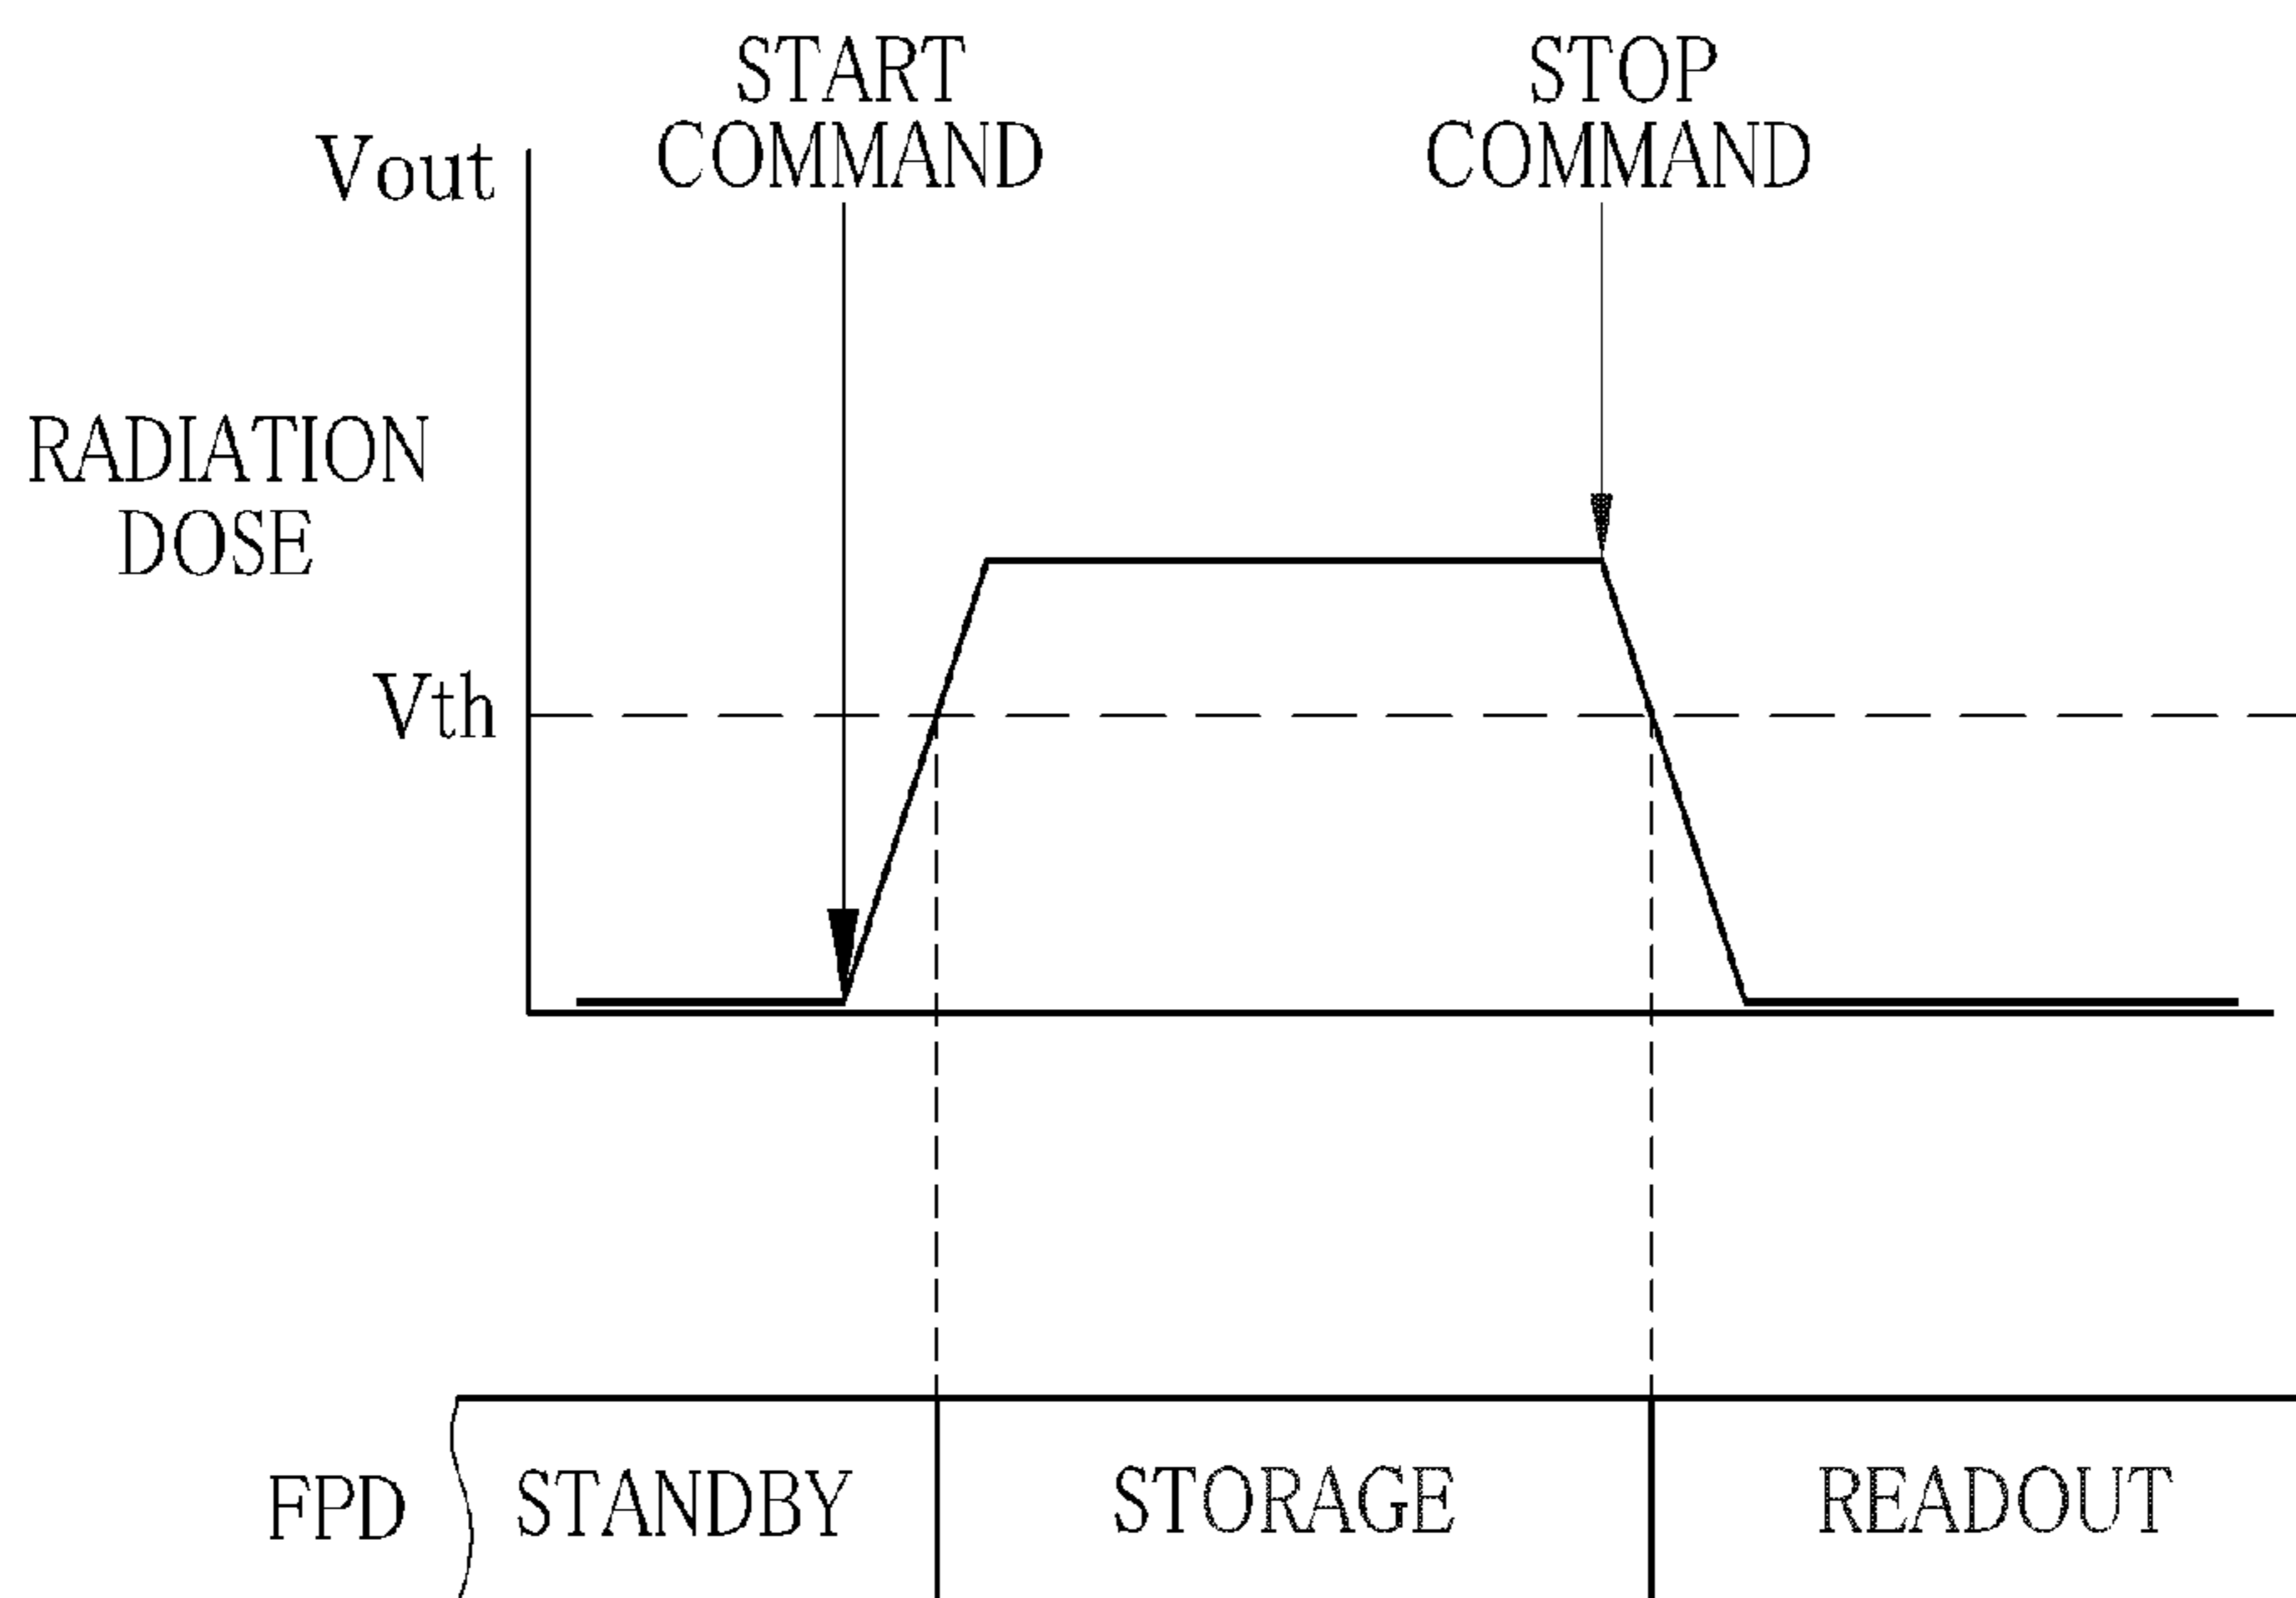 START
COMMAND
STOP
COMMAND
Vout
RADIATION
DOSE
Vth
FPD
STANDBY
STORAGE
READOUT